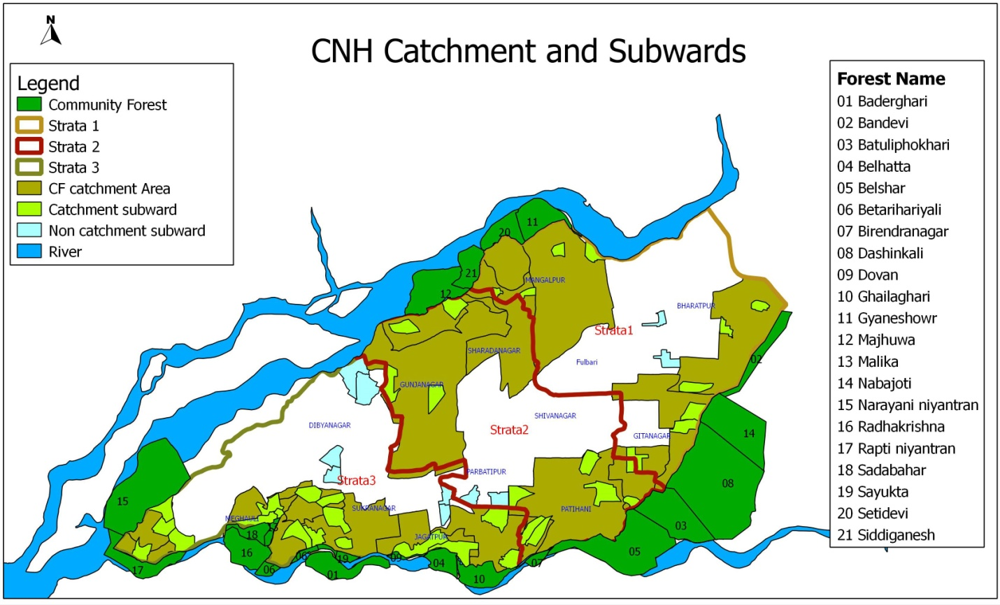 N
CNH Catchment and Subwards
Legend
Community Forest
Strata 1
Strata 2
Strata 3
CF catchment Area
Catchment subward
Non catchment subward
River
Forest Name
01 Baderghari
02 Bandevi
03 Batuliphokhari
04 Belhatta
05 Belshar
06 Betarihariyali
07 Birendranagar
08 Dashinkali
09 Dovan
10 Ghailaghari
11 Gyaneshowr
12 Majhuwa
13 Malika
14 Nabajoti
15 Narayani niyantran
16 Radhakrishna
17 Rapti niyantran
18 Sadabahar
19 Sayukta
20 Setidevi
21 Siddiganesh
11
20
21
MANGALPUR
12
BHARATPUR
Strata1
SHARADANAGAR
02
Fulbari
GUNJANAGAR
SHIVANAGAR
DIBYANAGAR
Strata2
14
GITANAGAR
PARBATIPUR
Strata3
08
15
SUKRANAGAR
PATIHANI
MEGHAULI
03
18
JAGATPUR
16
05
06
19
09
04
07
17
06
01
10